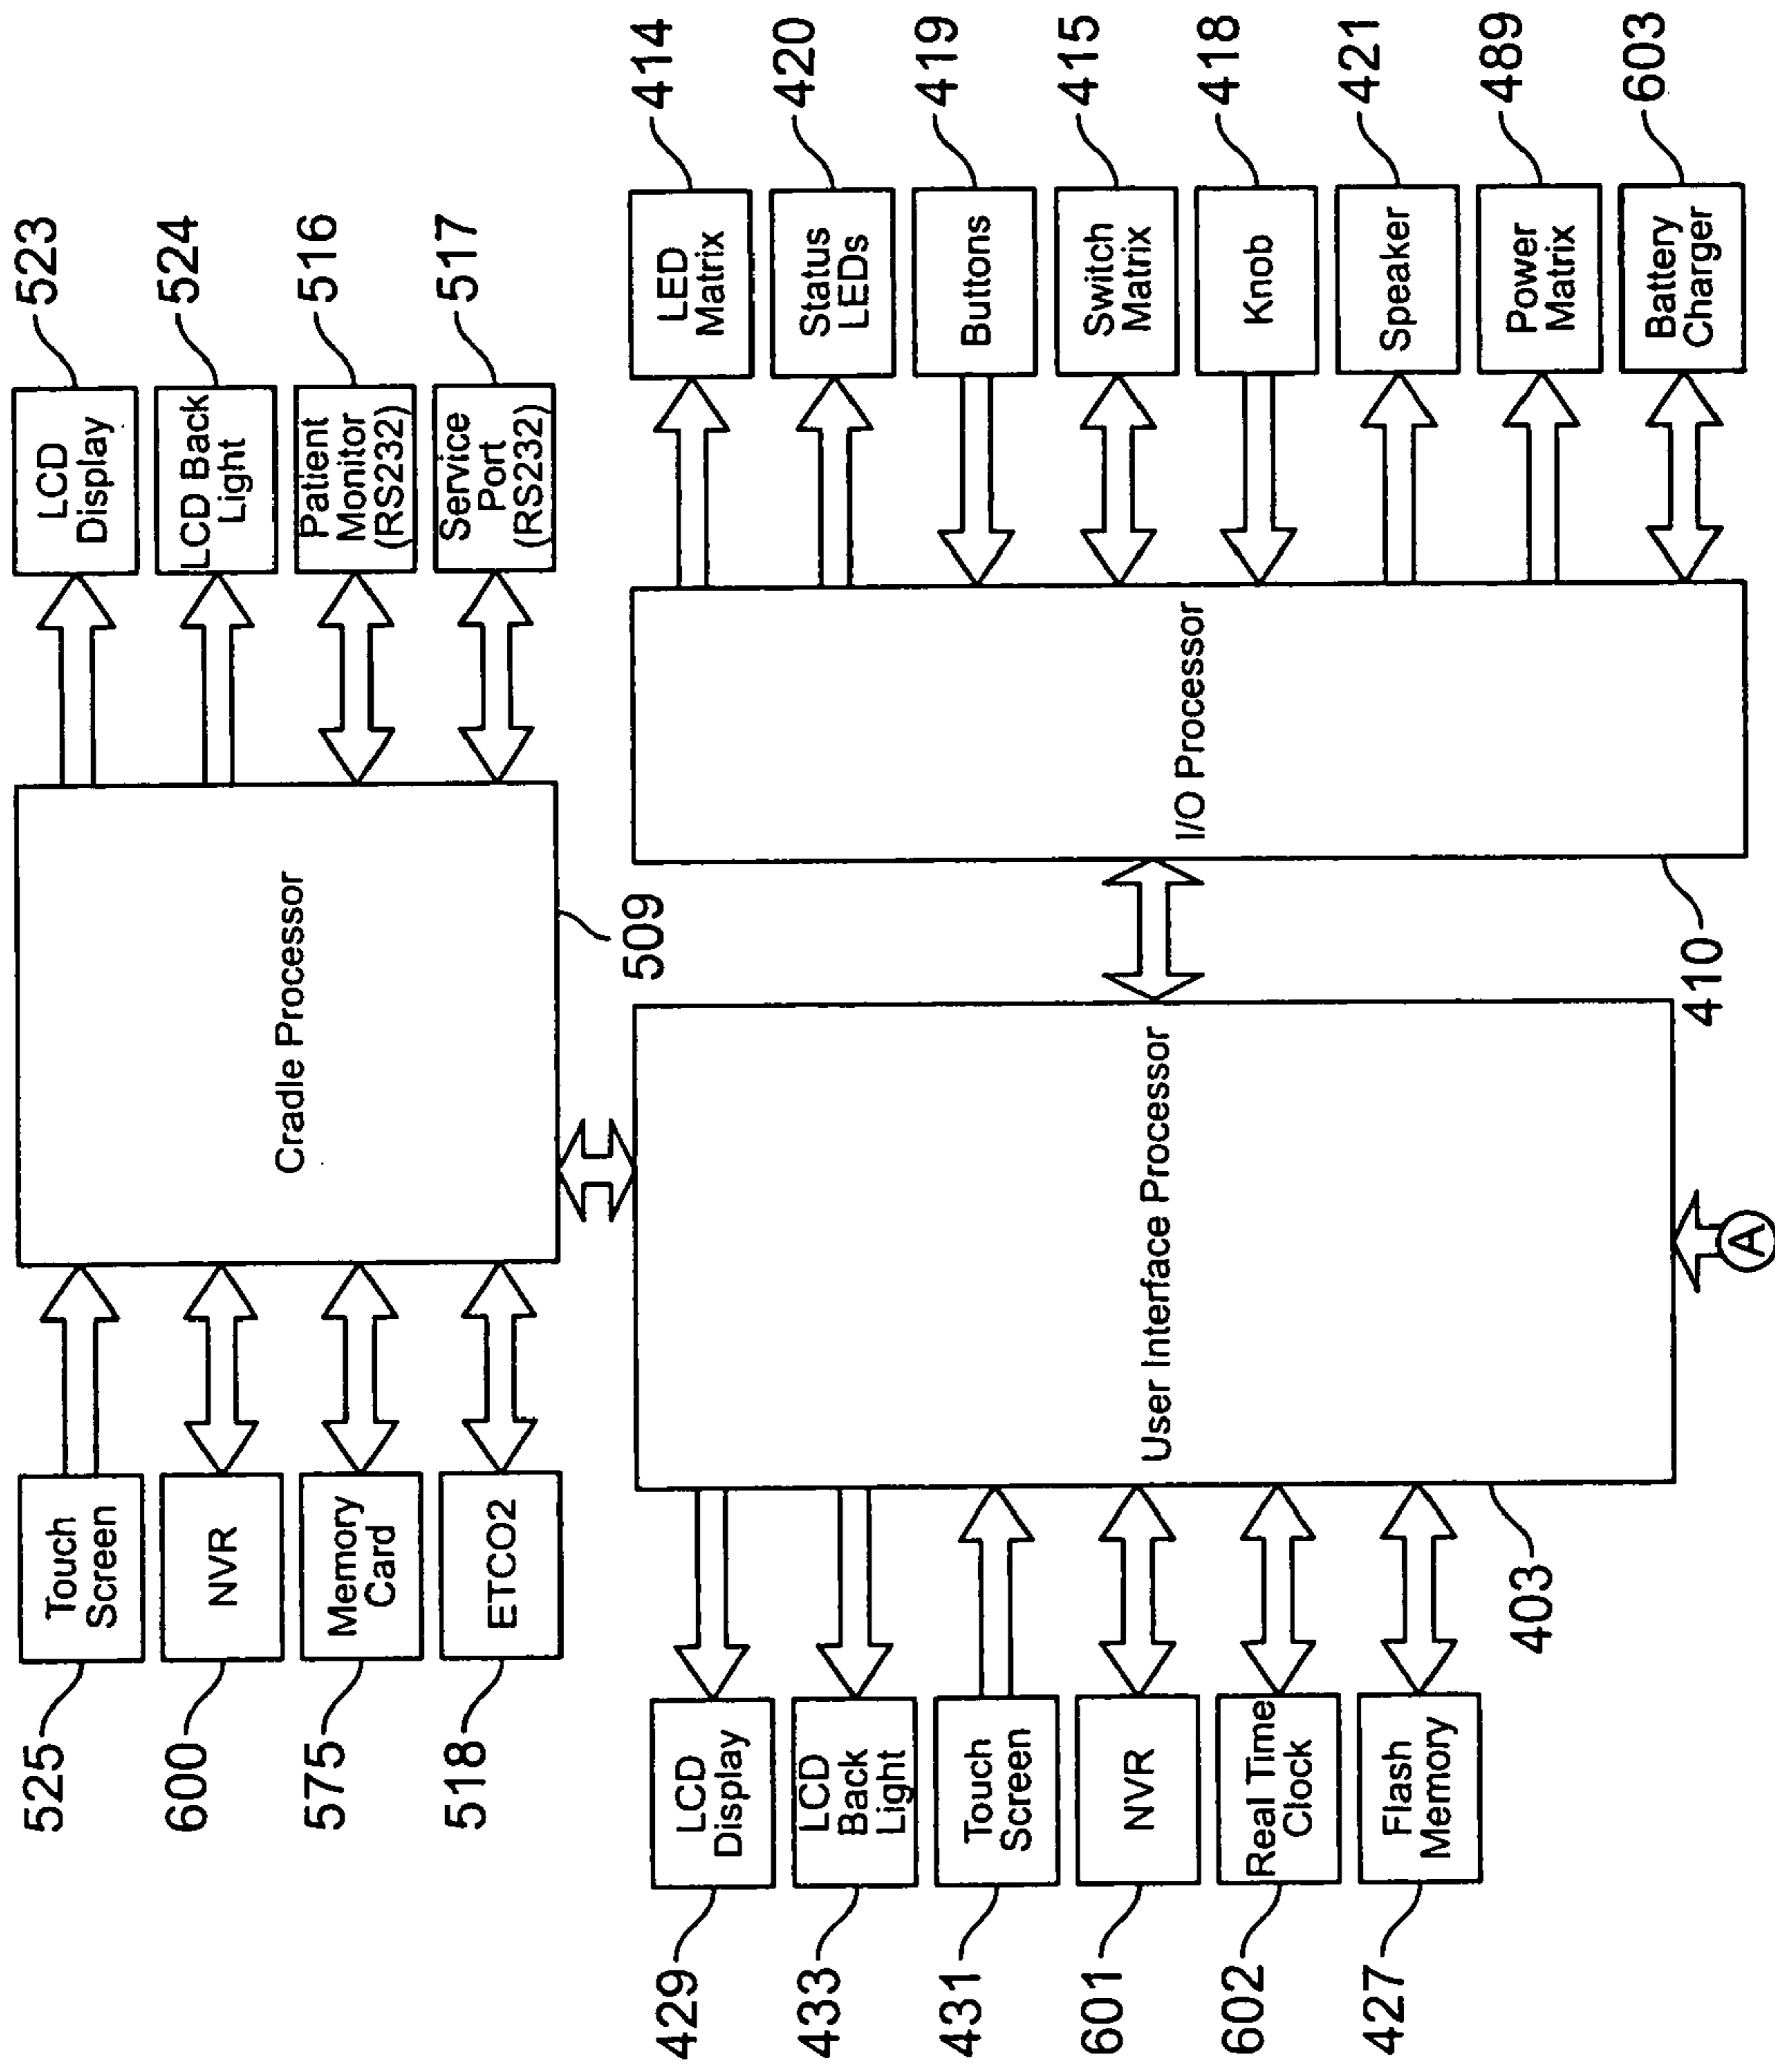 523
LCD
Display
524
LCD Back
Light
516
Patient
Monitor
(RS232)
517
Service
Port
(RS232)
Cradle Processor
509
525
Touch
Screen
600
NVR
575
Memory
Card
518
ETCO2
414
LED
Matrix
420
Status
LEDs
419
Buttons
415
Switch
Matrix
418
Knob
421
Speaker
489
Power
Matrix
603
Battery
Charger
I/O Processor
410
User Interface Processor
A
403
429
LCD
Display
433
LCD
Back
Light
431
Touch
Screen
601
NVR
602
Real Time
Clock
427
Flash
Memory